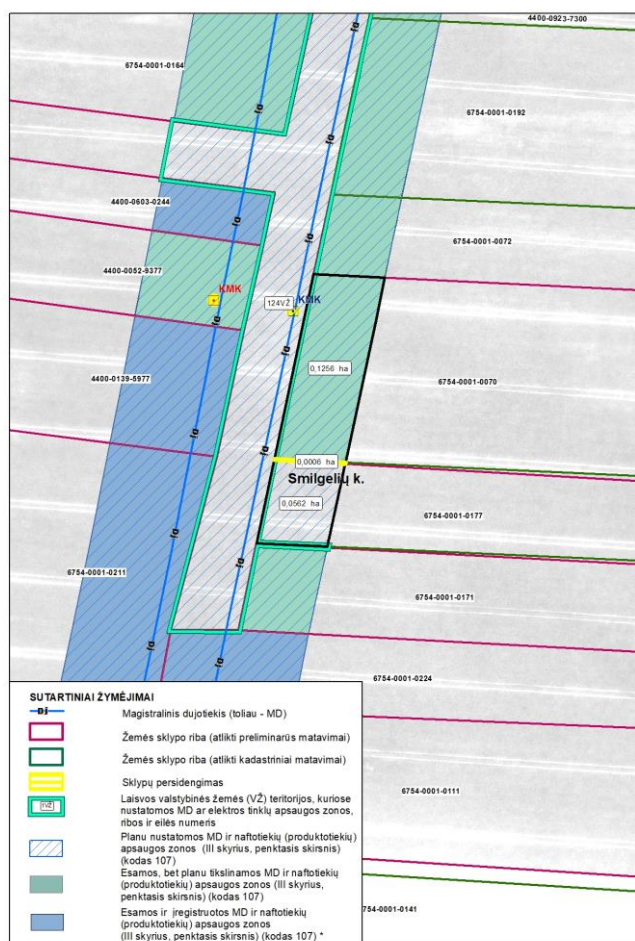 4400-0923-7300
6754-0001-0164
6754-0001-0192
4400-0603-0244
6754-0001-0072
4400-0052-9377
KMK
124VŽ
KMK
0,1256 ha
4400-0139-5977
6754-0001-0070
0,0006 ha
Smilgelių k.
0,0562 ha
6754-0001-0177
6754-0001-0211
6754-0001-0171
6754-0001-0224
6754-0001-0111
6754-0001-0141
SUTARTINIAI ŽYMĖJIMAI
Magistralinis dujotiekis (toliau - MD)
Žemės sklypo riba (atlikti preliminarūs matavimai)
Žemės sklypo riba (atlikti kadastriniai matavimai)
Sklypų persidengimas
Laisvos valstybinės žemės (VŽ) teritorijos, kuriose
nustatomos MD ar elektros tinklų apsaugos zonos,
ribos ir eilės numeris
Planu nustatomos MD ir naftotiekių (produktotiekių)
apsaugos zonos (III skyrius, penktasis skirsnis)
(kodas 107)
Esamos, bet planu tikslinamos MD ir naftotiekių
(produktotiekių) apsaugos zonos (III skyrius,
penktasis skirsnis) (kodas 107)
Esamos ir įregistruotos MD ir naftotiekių
(produktotiekių) apsaugos zonos
(III skyrius, penktasis skirsnis) (kodas 107) *